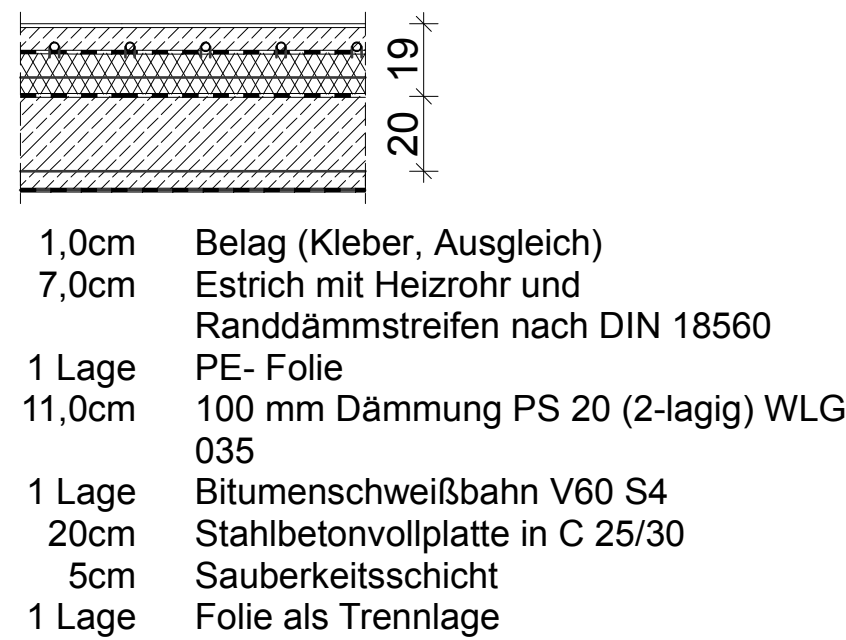 19
20
1,0cm Belag (Kleber, Ausgleich)
7,0cm Estrich mit Heizrohr und
Randdämmstreifen nach DIN 18560
1 Lage PE- Folie
11,0cm 100 mm Dämmung PS 20 (2-lagig) WLG
035
1 Lage Bitumenschweißbahn V60 S4
20cm Stahlbetonvollplatte in C 25/30
5cm Sauberkeitsschicht
1 Lage Folie als Trennlage